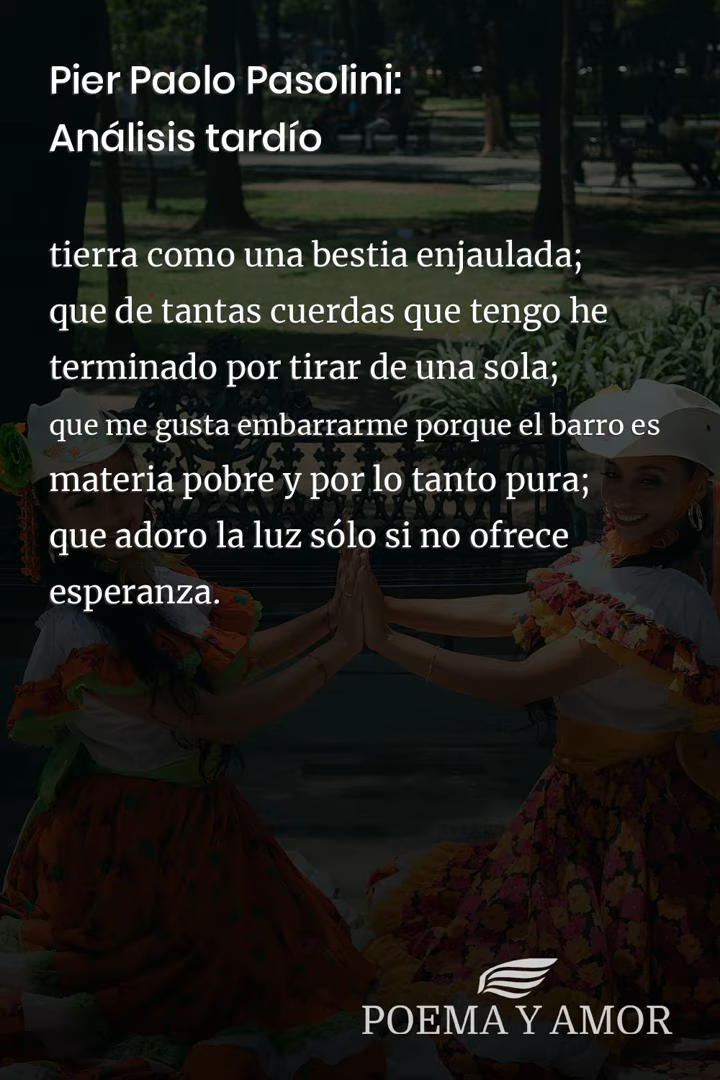 Pier Paolo Pasolini:
Análisis tardío
tierra como una bestia enjaulada;
que de tantas cuerdas que tengo he
terminado por tirar de una sola;
que me gusta embarrarme porque el barro es
materia pobre y por lo tanto pura;
que adoro la luz sólo si no ofrece
esperanza.
POEMA Y AMOR